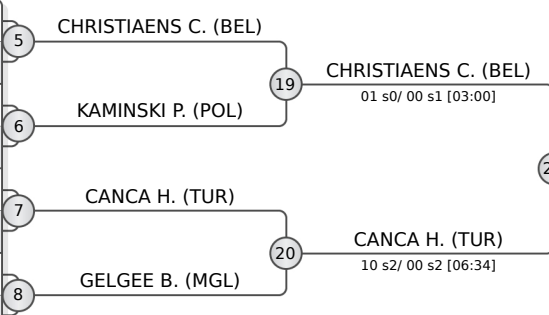 CHRISTIAENS C. (BEL)
5
CHRISTIAENS C. (BEL)
19
01 s0/ 00 s1 [03:00]
KAMINSKI P. (POL)
6
2
CANCA H. (TUR)
7
CANCA H. (TUR)
20
10 s2/ 00 s2 [06:34]
GELGEE B. (MGL)
8